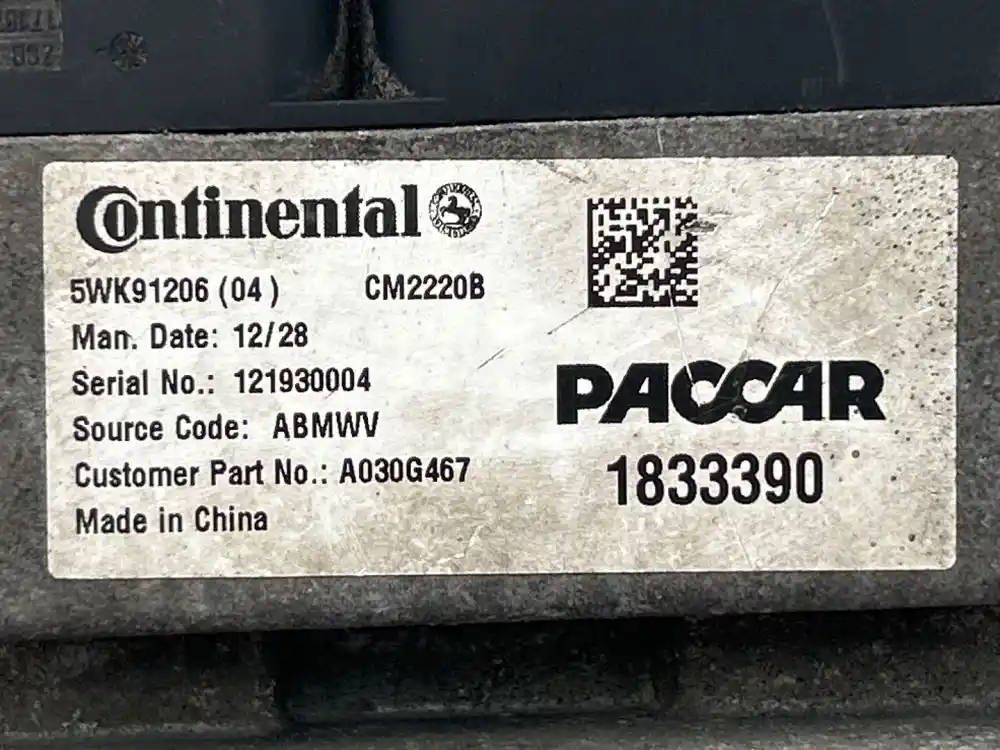 Continental
5WK91206 (04) CM2220B
Man. Date: 12/28
Serial No.: 121930004
Source Code: ABMWV
Customer Part No.: A030G467
Made in China
PACCAR
1833390